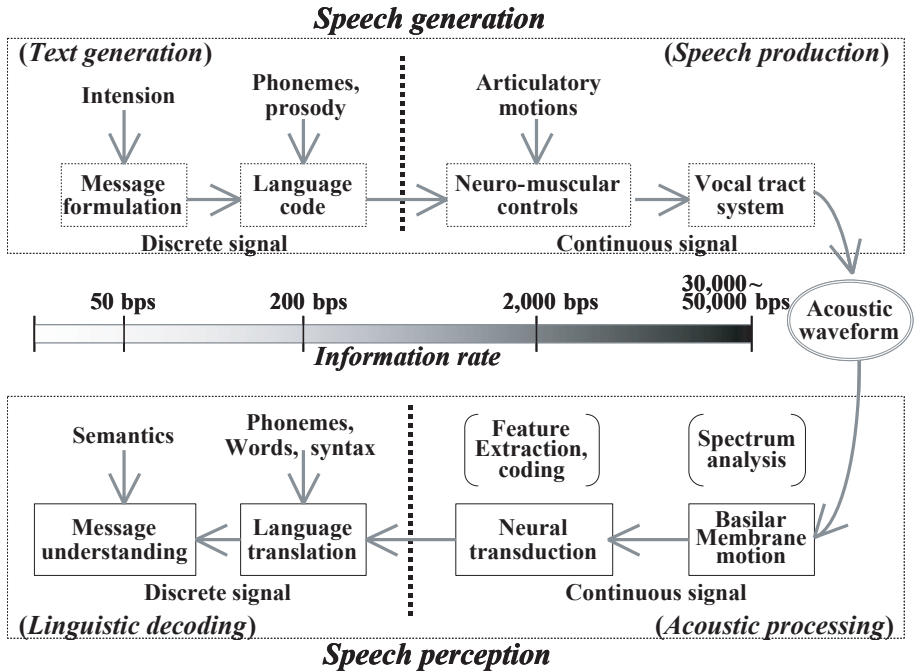 Speech generation
(Text generation)
(Speech production)
Intension
Phonemes,
prosody
Articulatory
motions
Message
formulation
Language
code
Neuro-muscular
controls
Vocal tract
system
Discrete signal
Continuous signal
50 bps
200 bps
2,000 bps
30,000~
50,000 bps
Acoustic
waveform
Information rate
Semantics
Phonemes,
Words, syntax
Feature
Extraction,
coding
Spectrum
analysis
Message
understanding
Language
translation
Neural
transduction
Basilar
Membrane
motion
Discrete signal
Continuous signal
(Linguistic decoding)
(Acoustic processing)
Speech perception